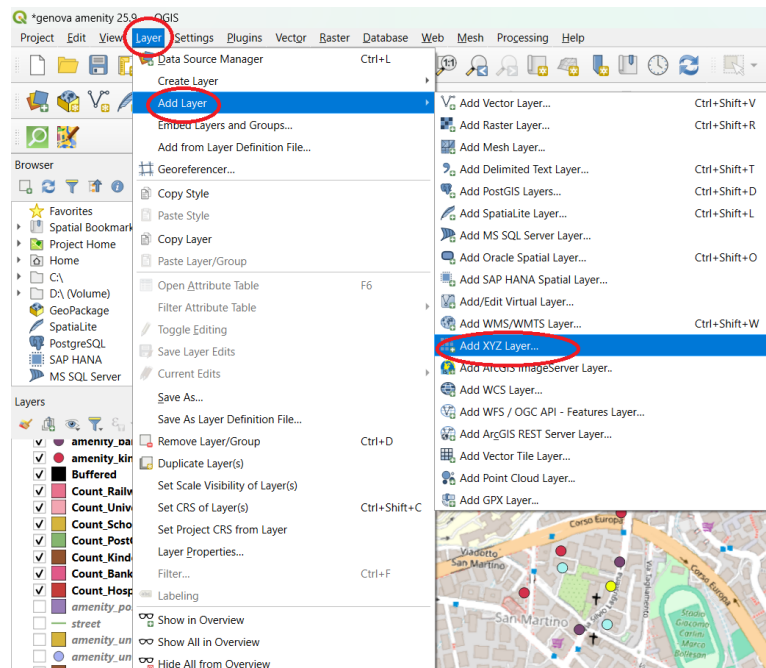 *genova amenity 25.9 — QGIS
Project Edit View Layer Settings Plugins Vector Raster Database Web Mesh Processing Help
Data Source Manager Ctrl+L
Create Layer
Add Layer
Embed Layers and Groups...
Add from Layer Definition File...
Georeferencer...
Copy Style
Paste Style
Copy Layer
Paste Layer/Group
Open Attribute Table F6
Filter Attribute Table
Toggle Editing
Save Layer Edits
Current Edits
Save As...
Save As Layer Definition File...
Remove Layer/Group Ctrl+D
Duplicate Layer(s)
Set Scale Visibility of Layer(s)
Set CRS of Layer(s) Ctrl+Shift+C
Set Project CRS from Layer
Layer Properties...
Filter... Ctrl+F
Labeling
Show in Overview
Show All in Overview
Hide All from Overview
Add Vector Layer... Ctrl+Shift+V
Add Raster Layer... Ctrl+Shift+R
Add Mesh Layer...
Add Delimited Text Layer... Ctrl+Shift+T
Add PostGIS Layers... Ctrl+Shift+D
Add SpatiaLite Layer... Ctrl+Shift+L
Add MS SQL Server Layer...
Add Oracle Spatial Layer... Ctrl+Shift+O
Add SAP HANA Spatial Layer...
Add/Edit Virtual Layer...
Add WMS/WMTS Layer... Ctrl+Shift+W
Add XYZ Layer...
Add ArcGIS ImageServer Layer..
Add WCS Layer...
Add WFS / OGC API - Features Layer...
Add ArcGIS REST Server Layer...
Add Vector Tile Layer...
Add Point Cloud Layer...
Add GPX Layer...
Browser
Favorites
Spatial Bookmark
Project Home
Home
C:\
D:\ (Volume)
GeoPackage
SpatiaLite
PostgreSQL
SAP HANA
MS SQL Server
Layers
amenity_ba
amenity_kin
Buffered
Count_Railw
Count_Unive
Count_Scho
Count_Post
Count_Kind
Count_Bank
Count_Hosp
amenity_po
street
amenity_un
amenity_un
Corso Europa
Viadotto
San Martino
Via Tagliamento
Corso Europa
San Martino
Stadio
Giacomo
Carlini
Marco
Bollesan